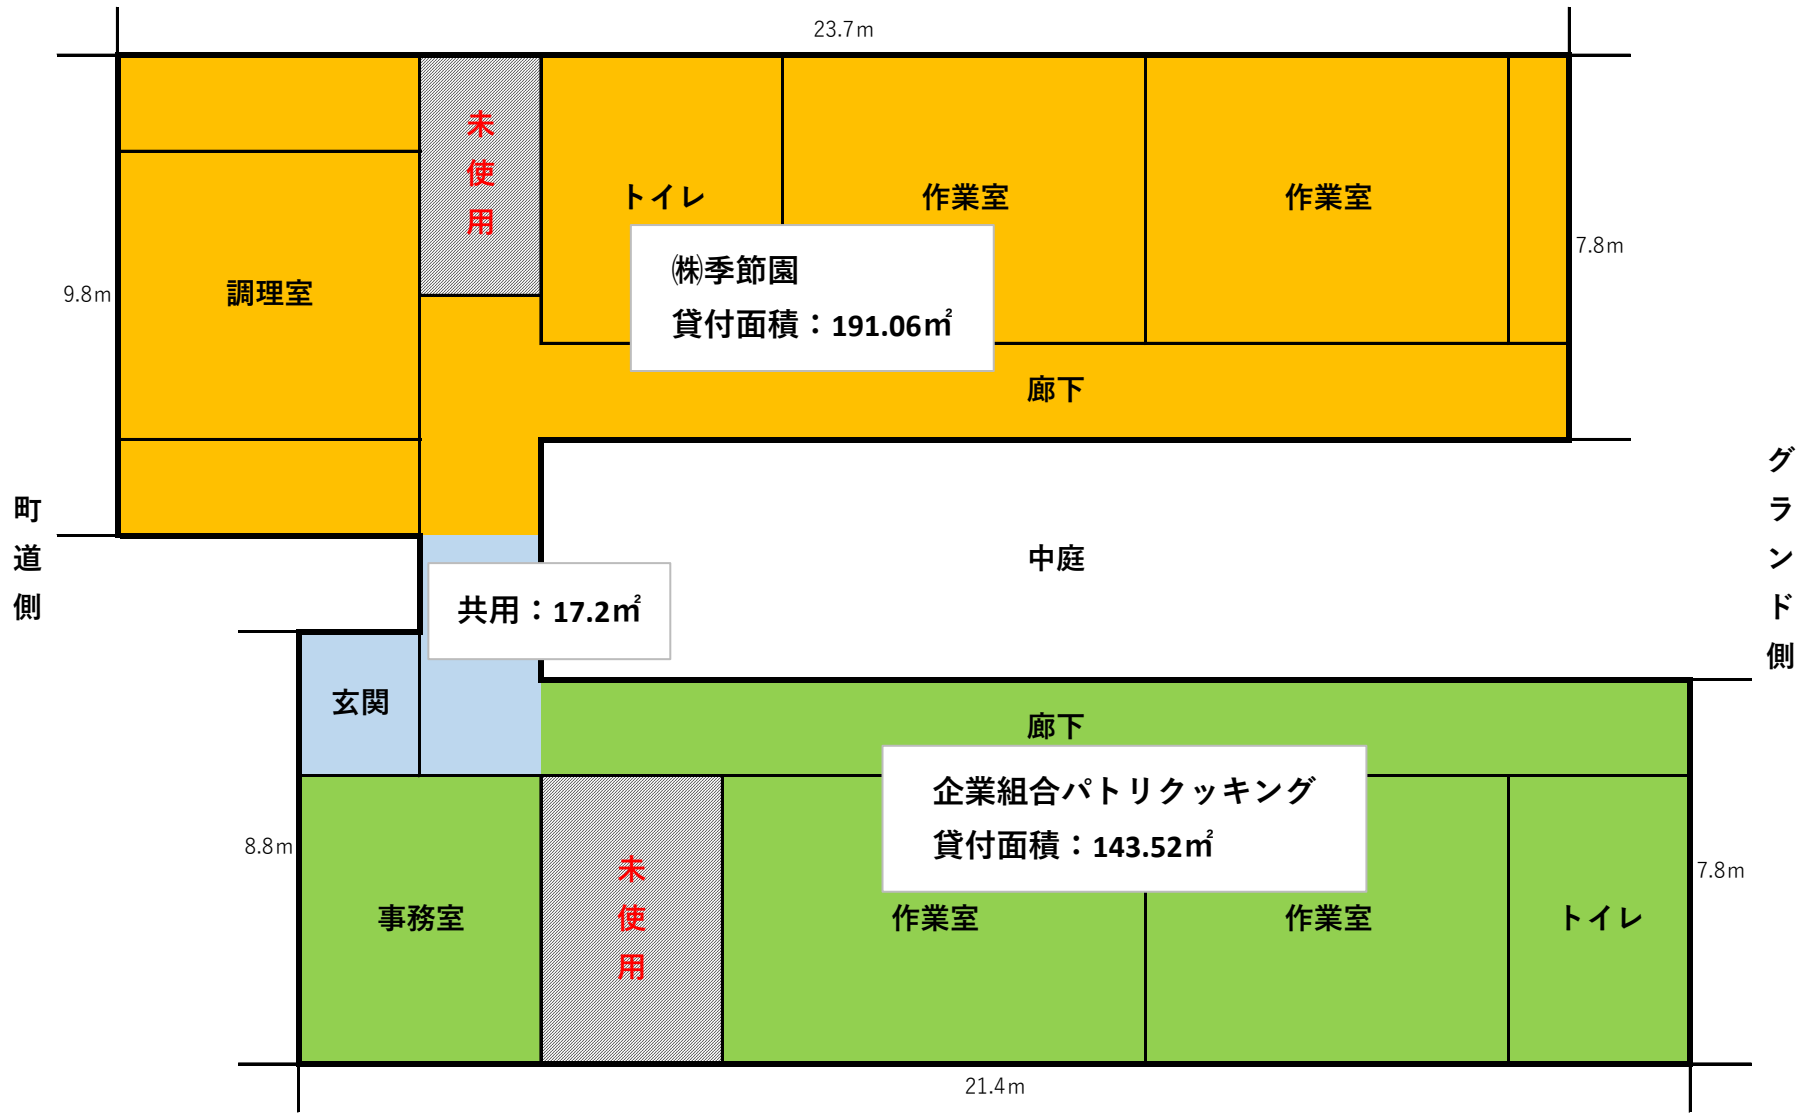 23.7m
未使用
トイレ
作業室
作業室
㈱季節園
貸付面積：191.06㎡
7.8m
9.8m
調理室
廊下
町道側
グランド側
中庭
共用：17.2㎡
玄関
廊下
企業組合パトリクッキング
貸付面積：143.52㎡
8.8m
7.8m
事務室
未使用
作業室
作業室
トイレ
21.4m